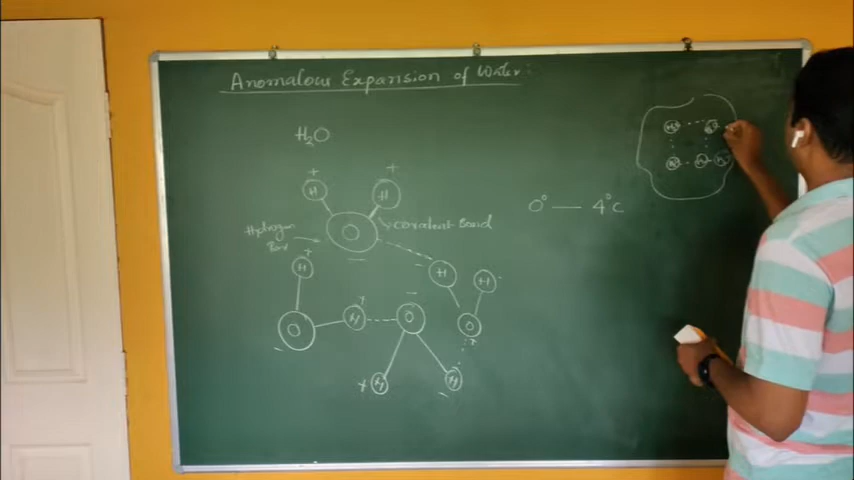 Anomalous Expansion of Water:
H₂O
+ +
H H
O
Covalent Bond
Hydrogen
Bond
0° — 4°C
−
+
H
− H H -
O H + O − O
−
+ H H